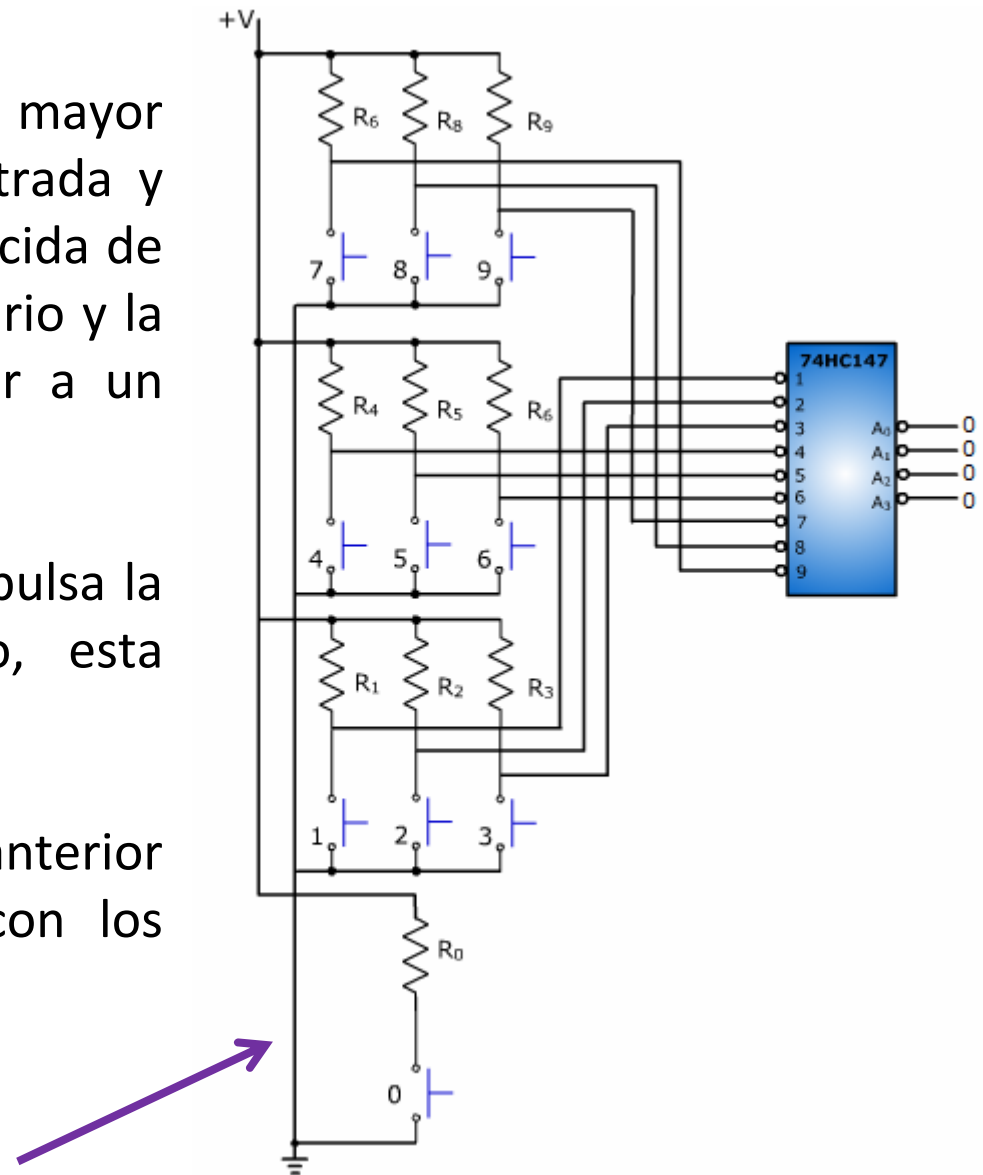 +V
mayor
trada y
cida de
rio y la
r a un
pulsa la
o, esta
anterior
con los
R₆ R₈ R₉
7 8 9
R₄ R₅ R₆
4 5 6
R₁ R₂ R₃
1 2 3
R₀
0
74HC147
1
2
3 A₀ 0
4 A₁ 0
5 A₂ 0
6 A₃ 0
7
8
9